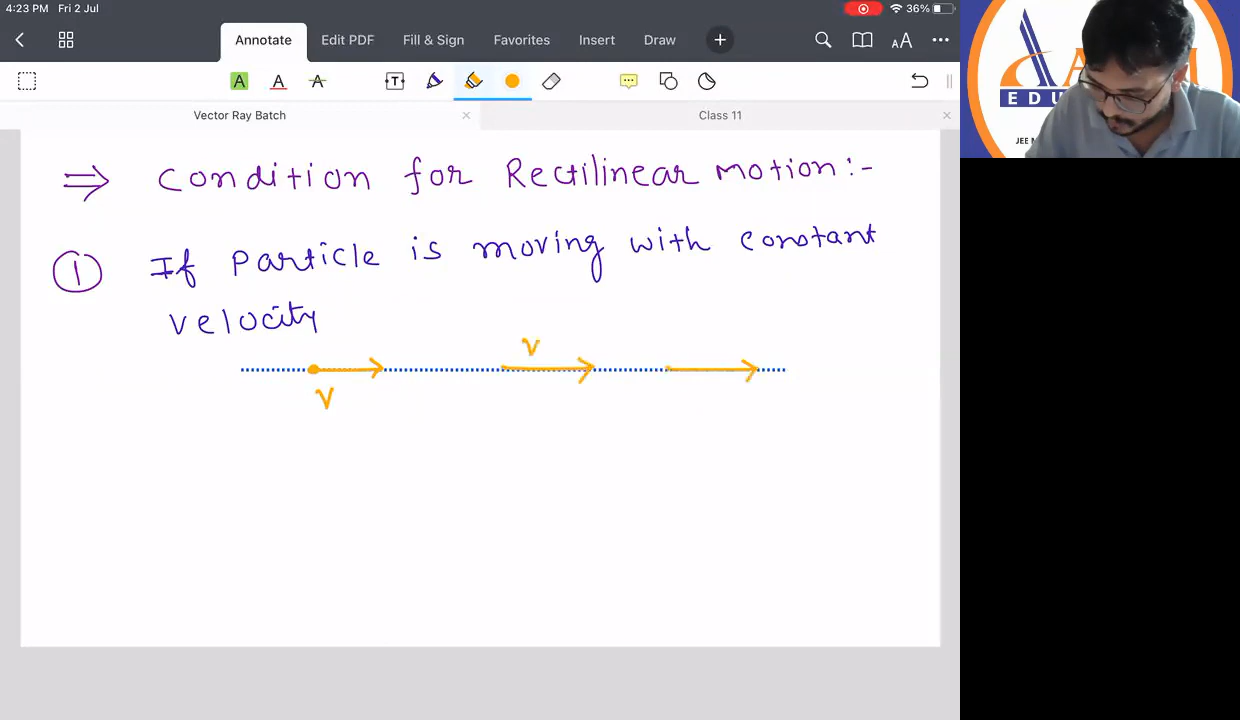 4:23 PM Fri 2 Jul
36%
Annotate Edit PDF Fill & Sign Favorites Insert Draw
Vector Ray Batch
Class 11
⇒ Condition for Rectilinear motion:-
① If Particle is moving with constant
velocity
v
v
EDU
JEE